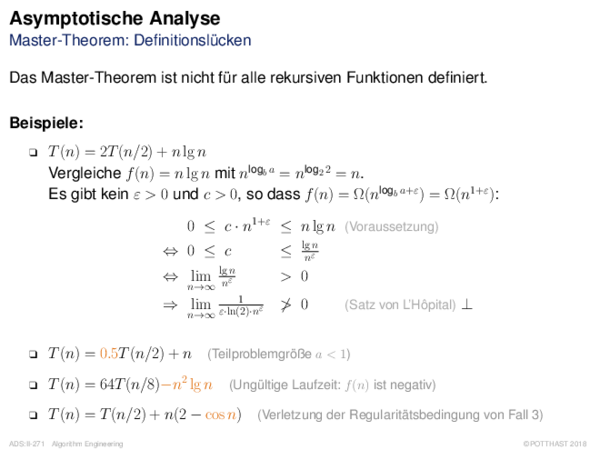 Asymptotische Analyse
Master-Theorem: Definitionslücken
Das Master-Theorem ist nicht für alle rekursiven Funktionen definiert.
Beispiele:
❏ T(n) = 2T(n/2) + n lg n
Vergleiche f(n) = n lg n mit n^{log_b a} = n^{log_2 2} = n.
Es gibt kein ε > 0 und c > 0, so dass f(n) = Ω(n^{log_b a+ε}) = Ω(n^{1+ε}):
0 ≤ c · n^{1+ε} ≤ n lg n (Voraussetzung)
⇔ 0 ≤ c ≤ \frac{lg n}{n^ε}
⇔ lim_{n→∞} \frac{lg n}{n^ε} > 0
⇒ lim_{n→∞} \frac{1}{ε·ln(2)·n^ε} ≯ 0 (Satz von L'Hôpital) ⊥
❏ T(n) = 0.5T(n/2) + n (Teilproblemgröße a < 1)
❏ T(n) = 64T(n/8)−n² lg n (Ungültige Laufzeit: f(n) ist negativ)
❏ T(n) = T(n/2) + n(2 − cos n) (Verletzung der Regularitätsbedingung von Fall 3)
ADS:II-271 Algorithm Engineering ©POTTHAST 2018